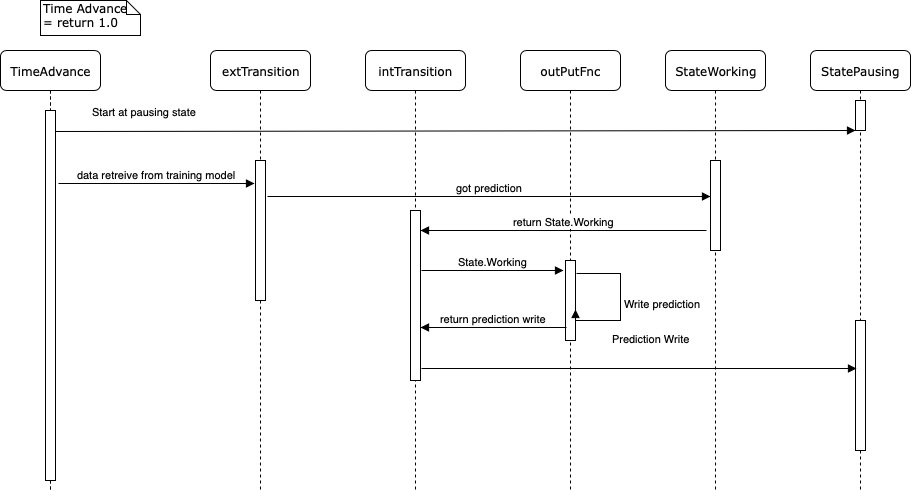 Time Advance
= return 1.0
TimeAdvance
extTransition
intTransition
outPutFnc
StateWorking
StatePausing
Start at pausing state
data retreive from training model
got prediction
return State.Working
State.Working
Write prediction
return prediction write
Prediction Write